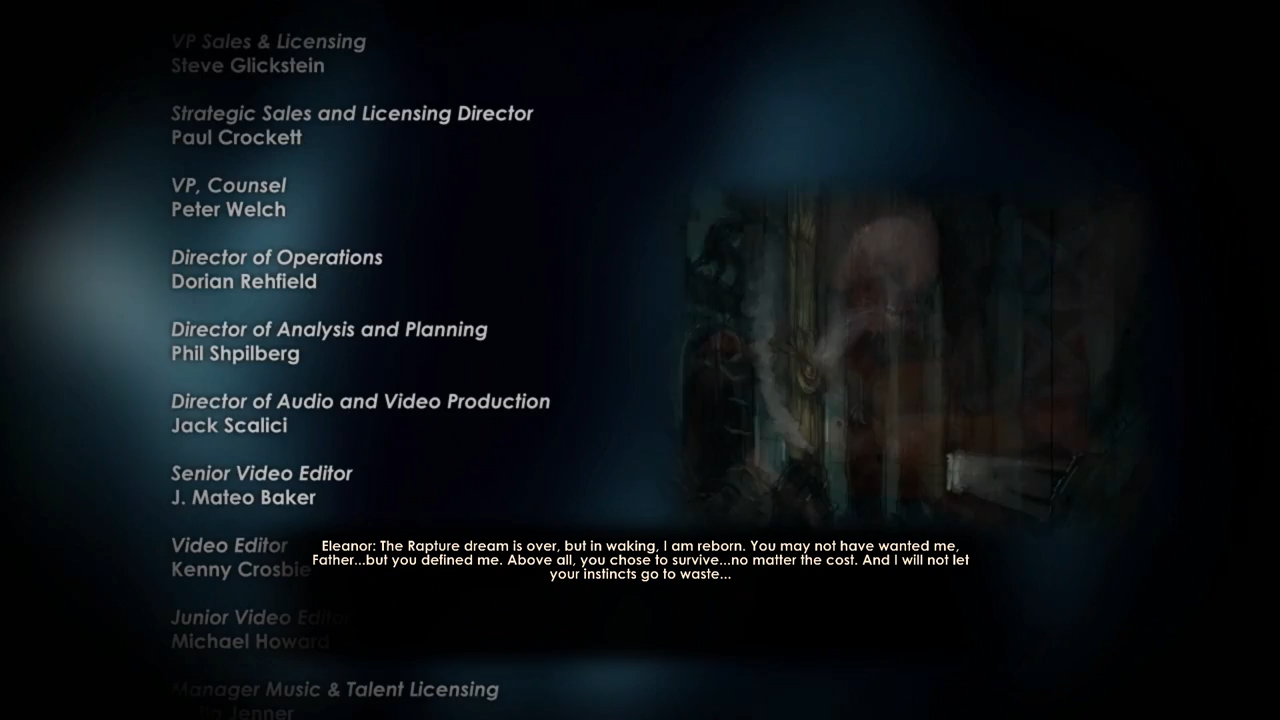 VP Sales & Licensing
Steve Glickstein
Strategic Sales and Licensing Director
Paul Crockett
VP, Counsel
Peter Welch
Director of Operations
Dorian Rehfield
Director of Analysis and Planning
Phil Shpilberg
Director of Audio and Video Production
Jack Scalici
Senior Video Editor
J. Mateo Baker
Video Editor
Kenny Crosbie
Junior Video Editor
Michael Howard
Manager Music & Talent Licensing
Jenner
Eleanor: The Rapture dream is over, but in waking, I am reborn. You may not have wanted me,
Father...but you defined me. Above all, you chose to survive...no matter the cost. And I will not let
your instincts go to waste...